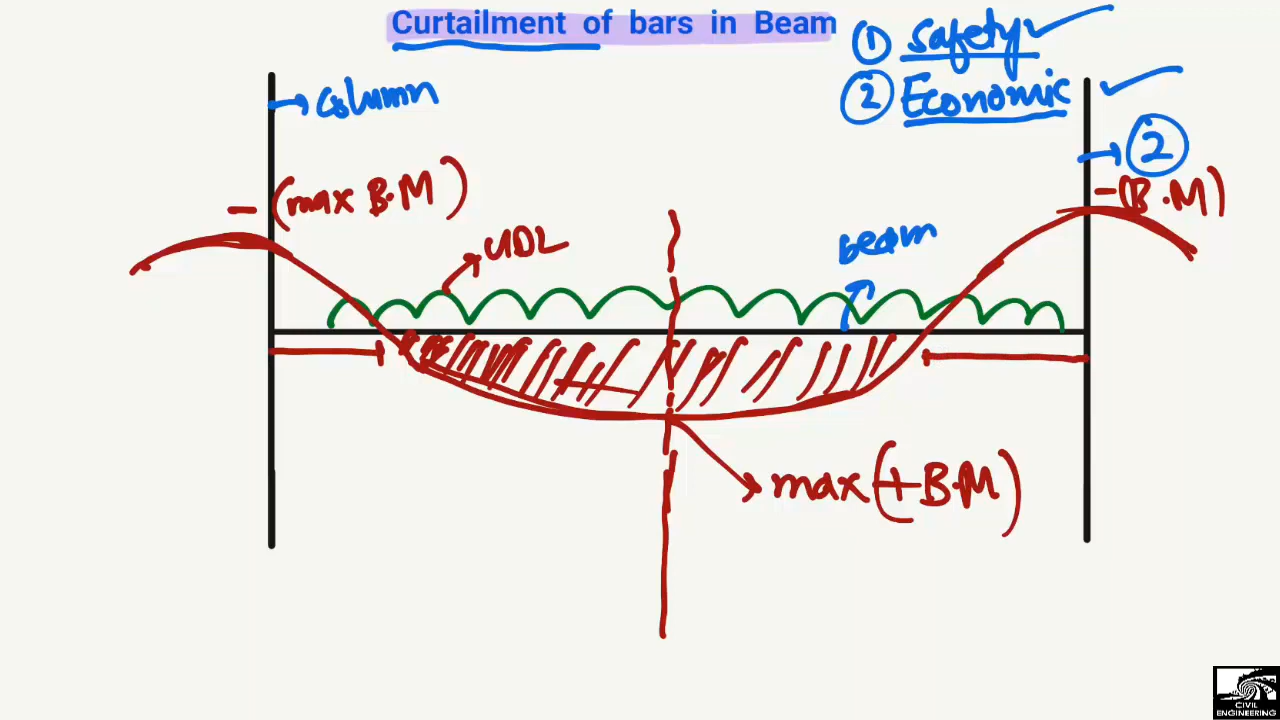 Curtailment of bars in Beam
① Safety
② Economic
column
②
- (max B.M)
- (B.M)
UDL
beam
max (+B.M)
CIVIL
ENGINEERING